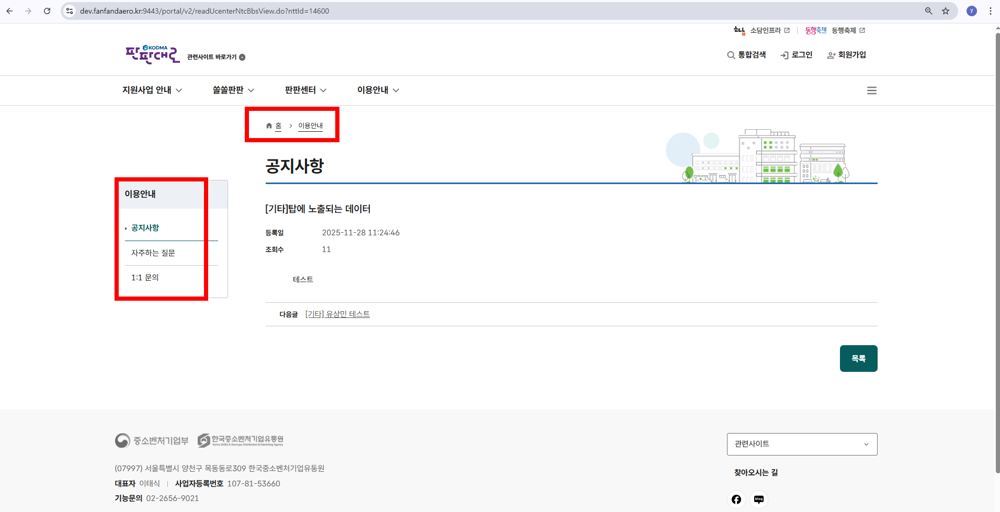 dev.fanfandaero.kr:9443/portal/v2/readUcenterNtcBbsView.do?nttId=14600
y
소담 소담인프라 동행축제 동행축제
KODMA
판판대로 관련사이트 바로가기
통합검색 로그인 회원가입
지원사업 안내 쏠쏠판판 판판센터 이용안내
홈 > 이용안내
공지사항
이용안내
공지사항
자주하는 질문
1:1 문의
[기타]탑에 노출되는 데이터
등록일 2025-11-28 11:24:46
조회수 11
테스트
다음글 [기타] 유상민 테스트
목록
중소벤처기업부 한국중소벤처기업유통원
Korea SMEs & Startups Distribution & Marketing Agency
관련사이트
(07997) 서울특별시 양천구 목동동로309 한국중소벤처기업유통원
대표자 이태식 | 사업자등록번호 107-81-53660
기능문의 02-2656-9021
찾아오시는 길
blog